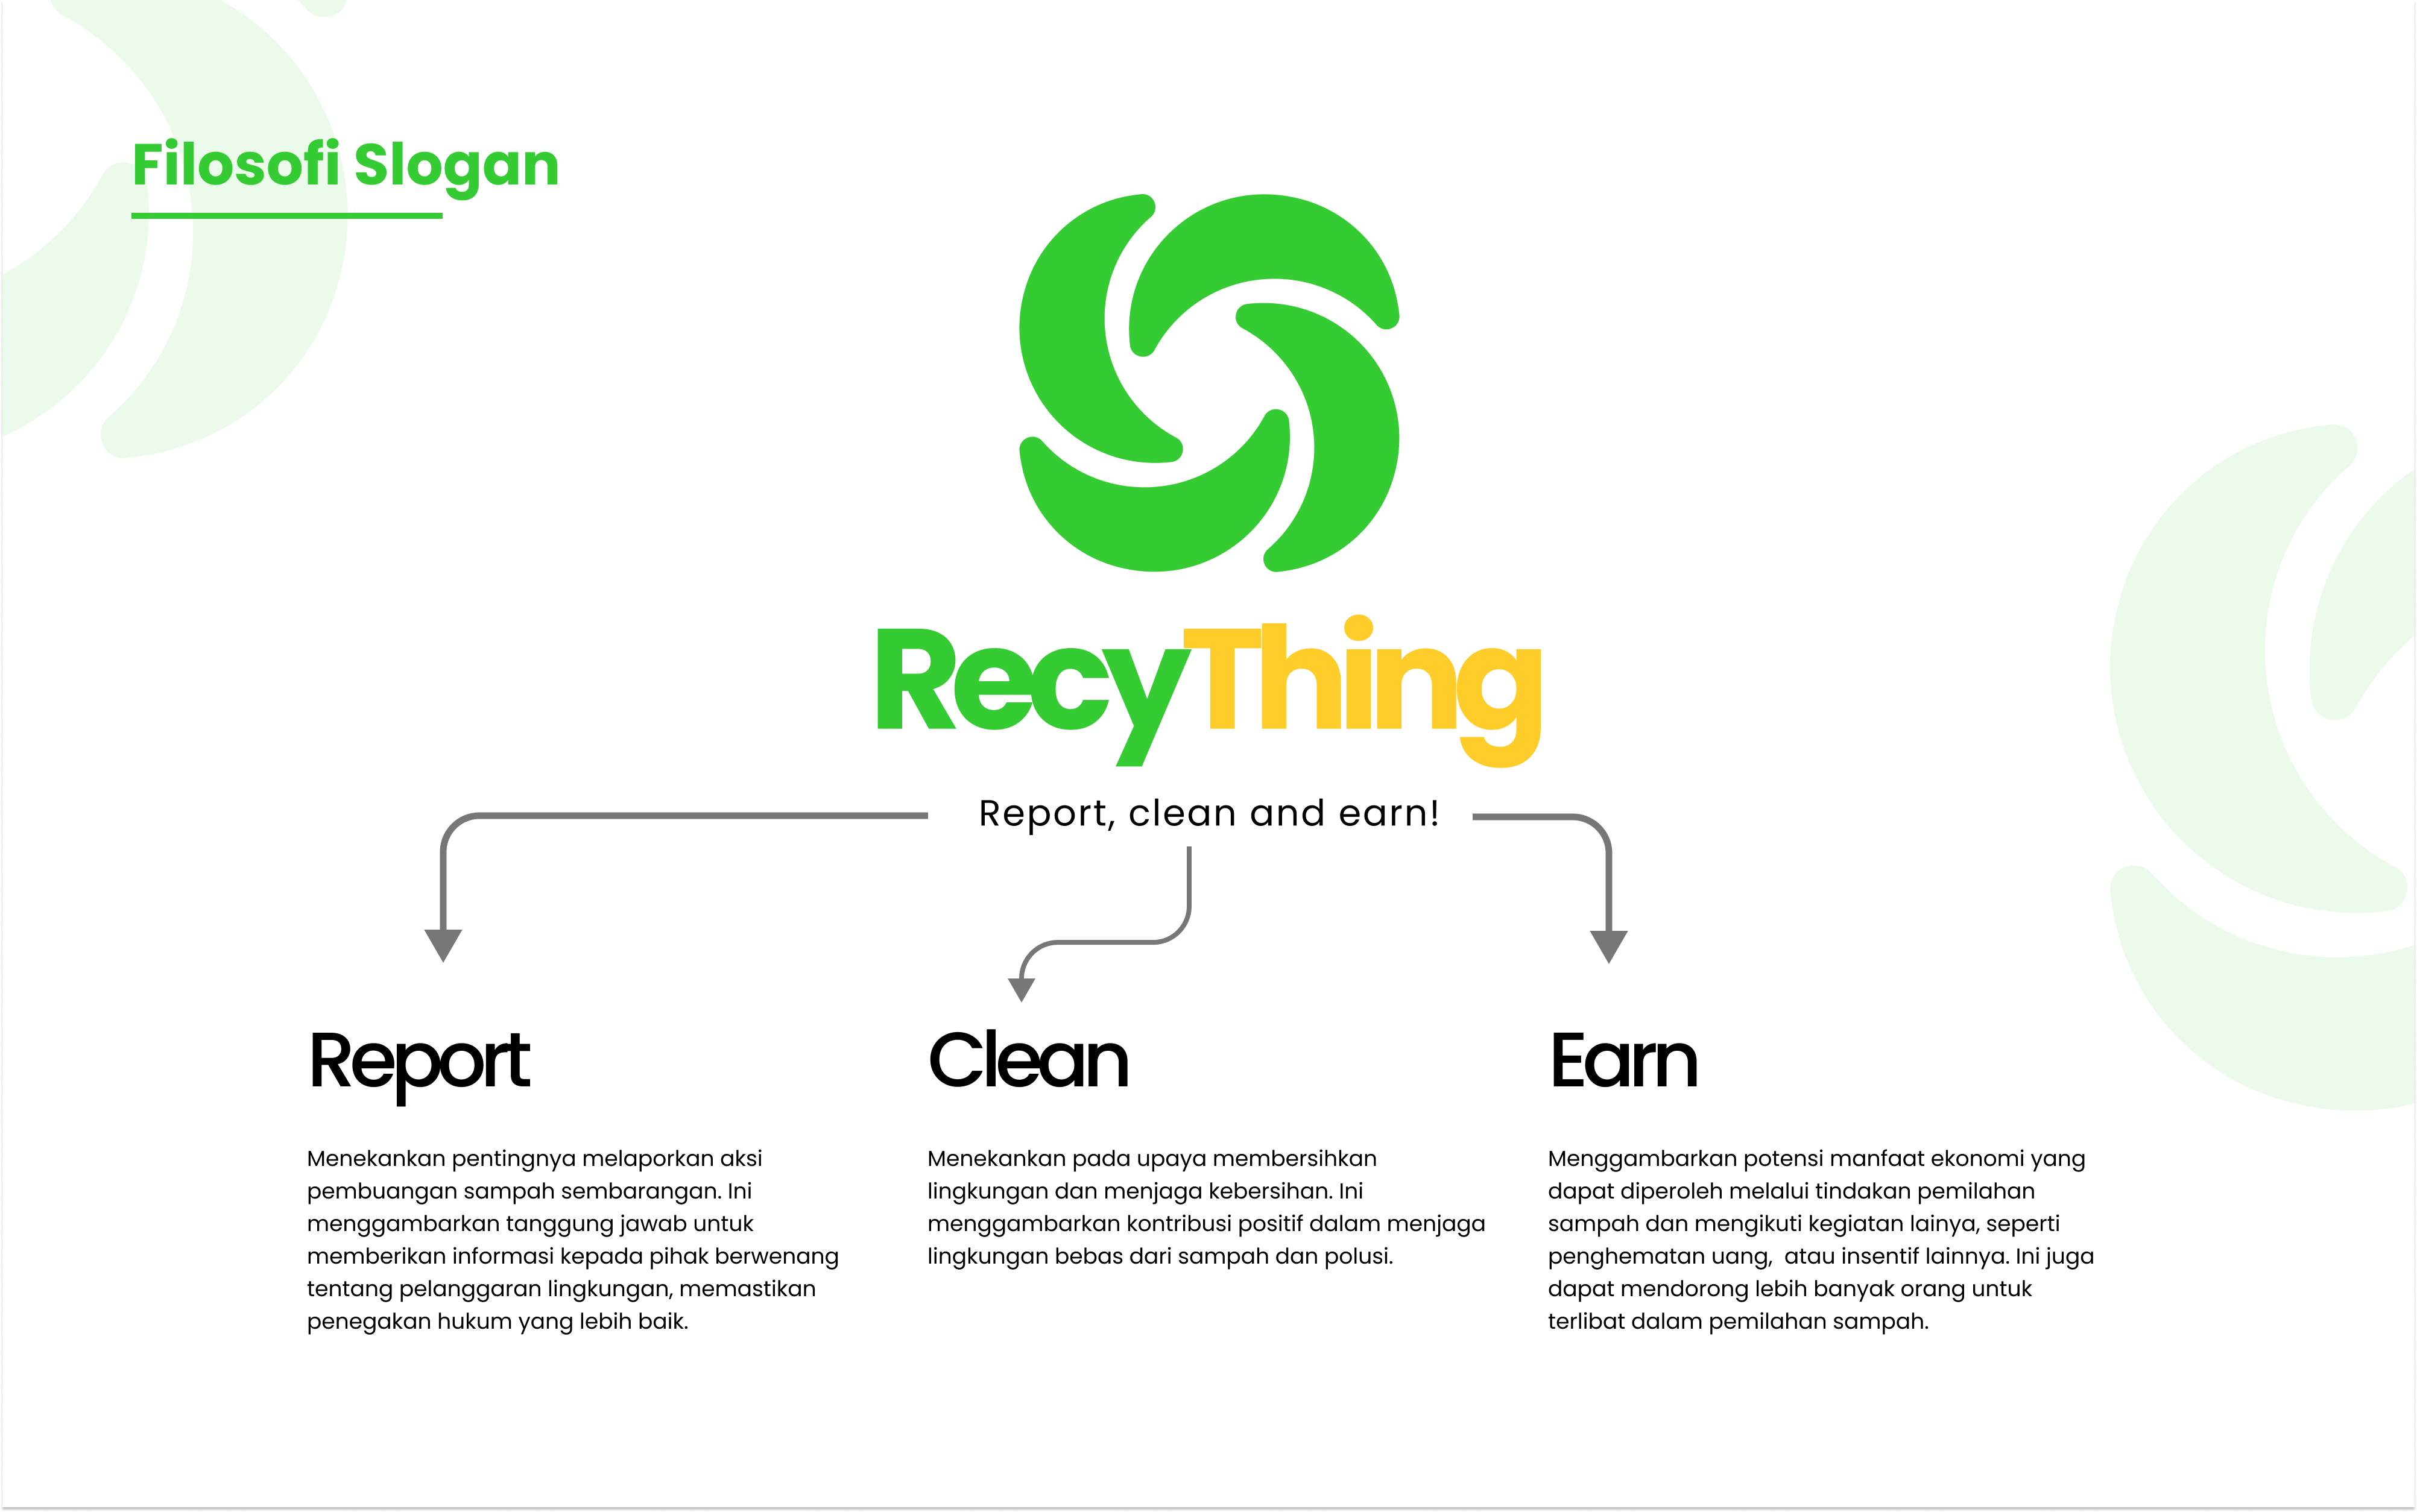 Filosofi Slogan
RecyThing
Report, clean and earn!
Report
Menekankan pentingnya melaporkan aksi
pembuangan sampah sembarangan. Ini
menggambarkan tanggung jawab untuk
memberikan informasi kepada pihak berwenang
tentang pelanggaran lingkungan, memastikan
penegakan hukum yang lebih baik.
Clean
Menekankan pada upaya membersihkan
lingkungan dan menjaga kebersihan. Ini
menggambarkan kontribusi positif dalam menjaga
lingkungan bebas dari sampah dan polusi.
Earn
Menggambarkan potensi manfaat ekonomi yang
dapat diperoleh melalui tindakan pemilahan
sampah dan mengikuti kegiatan lainya, seperti
penghematan uang,  atau insentif lainnya. Ini juga
dapat mendorong lebih banyak orang untuk
terlibat dalam pemilahan sampah.